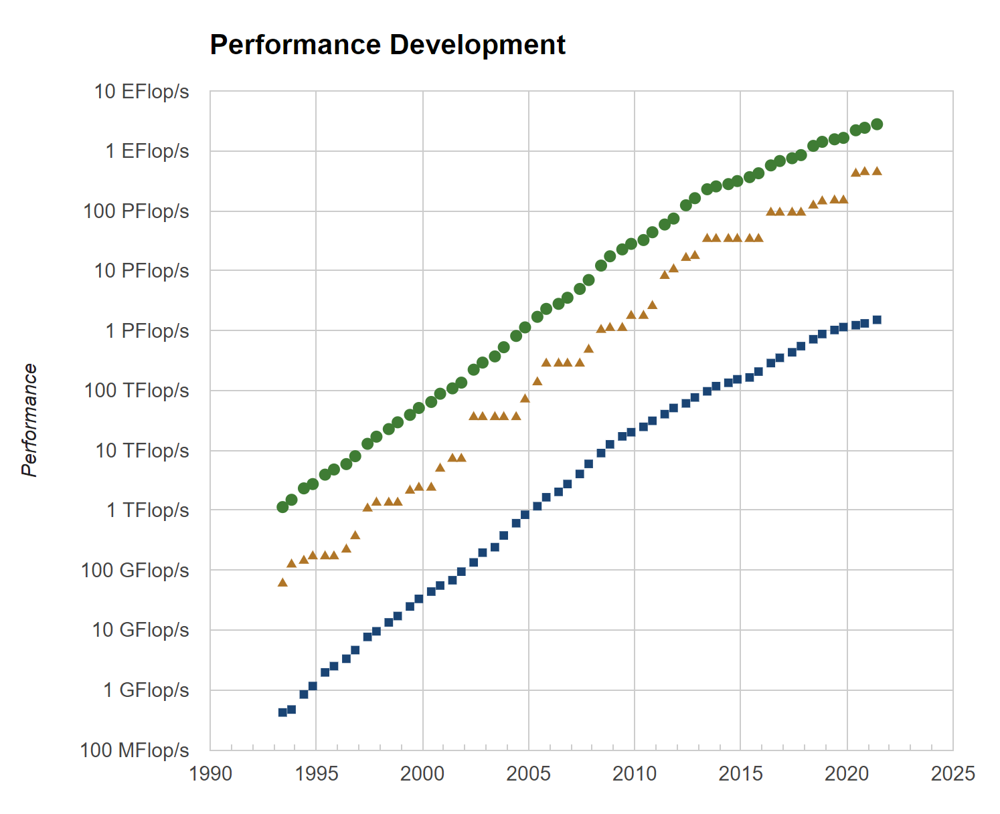 Performance Development
10 EFlop/s
1 EFlop/s
100 PFlop/s
10 PFlop/s
1 PFlop/s
100 TFlop/s
10 TFlop/s
1 TFlop/s
100 GFlop/s
10 GFlop/s
1 GFlop/s
100 MFlop/s
Performance
1990 1995 2000 2005 2010 2015 2020 2025